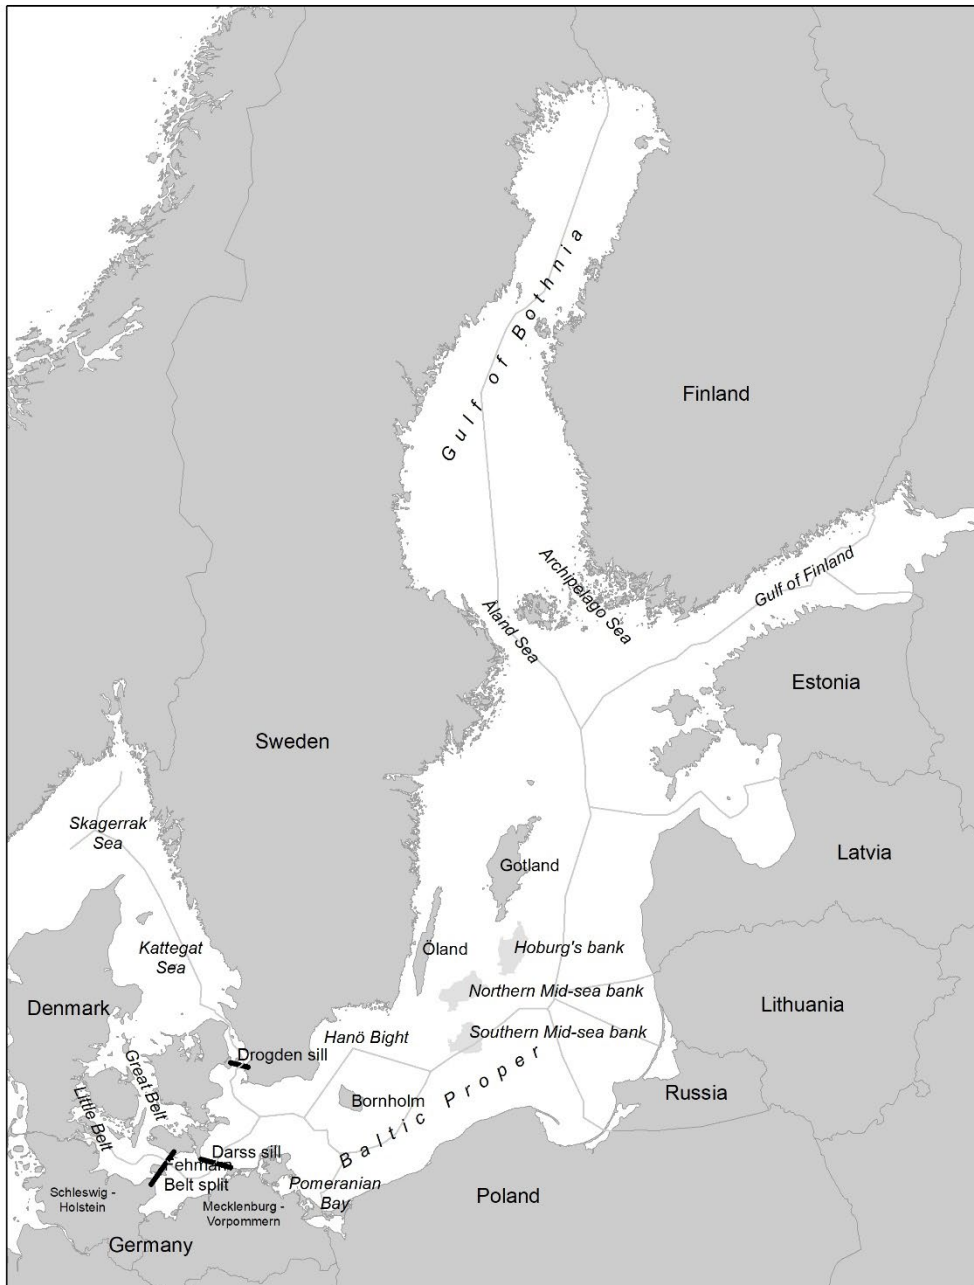 Gulf of Bothnia
Finland
Gulf of Finland
Archipelago Sea
Åland Sea
Estonia
Sweden
Skagerrak
Sea
Latvia
Gotland
Kattegat
Sea
Öland
Hoburg's bank
Denmark
Northern Mid-sea bank
Lithuania
Hanö Bight
Southern Mid-sea bank
Drogden sill
Great Belt
Little Belt
Bornholm
Baltic Proper
Russia
Darss sill
Fehmarn
Belt split
Pomeranian
Bay
Schleswig -
Holstein
Mecklenburg -
Vorpommern
Poland
Germany